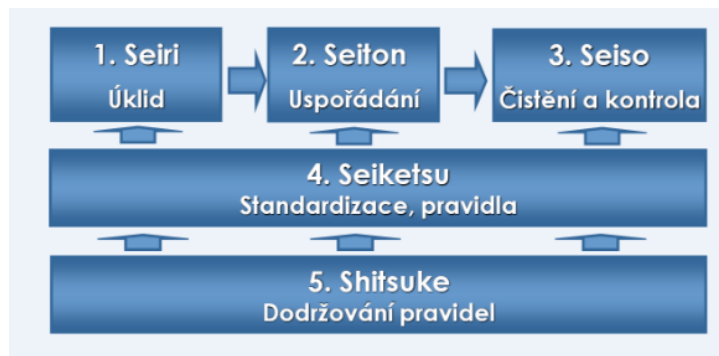 1. Seiri
Úklid
2. Seiton
Uspořádání
3. Seiso
Čistění a kontrola
4. Seiketsu
Standardizace, pravidla
5. Shitsuke
Dodržování pravidel